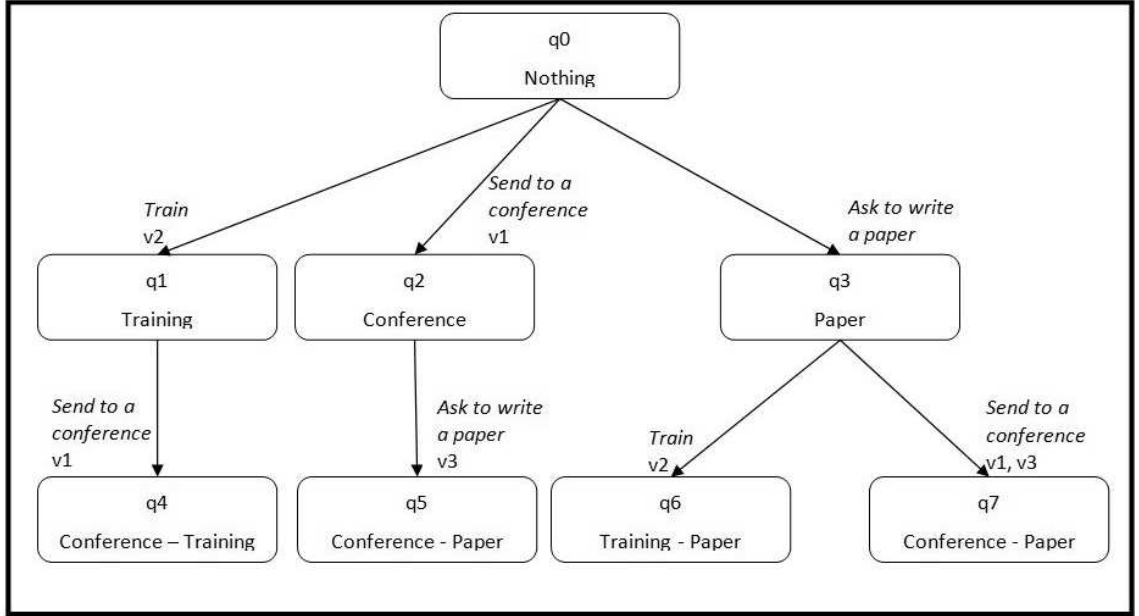 q0
Nothing
Train
v2
Send to a
conference
v1
Ask to write
a paper
q1
Training
q2
Conference
q3
Paper
Send to a
conference
v1
Ask to write
a paper
v3
Train
v2
Send to a
conference
v1, v3
q4
Conference – Training
q5
Conference - Paper
q6
Training - Paper
q7
Conference - Paper